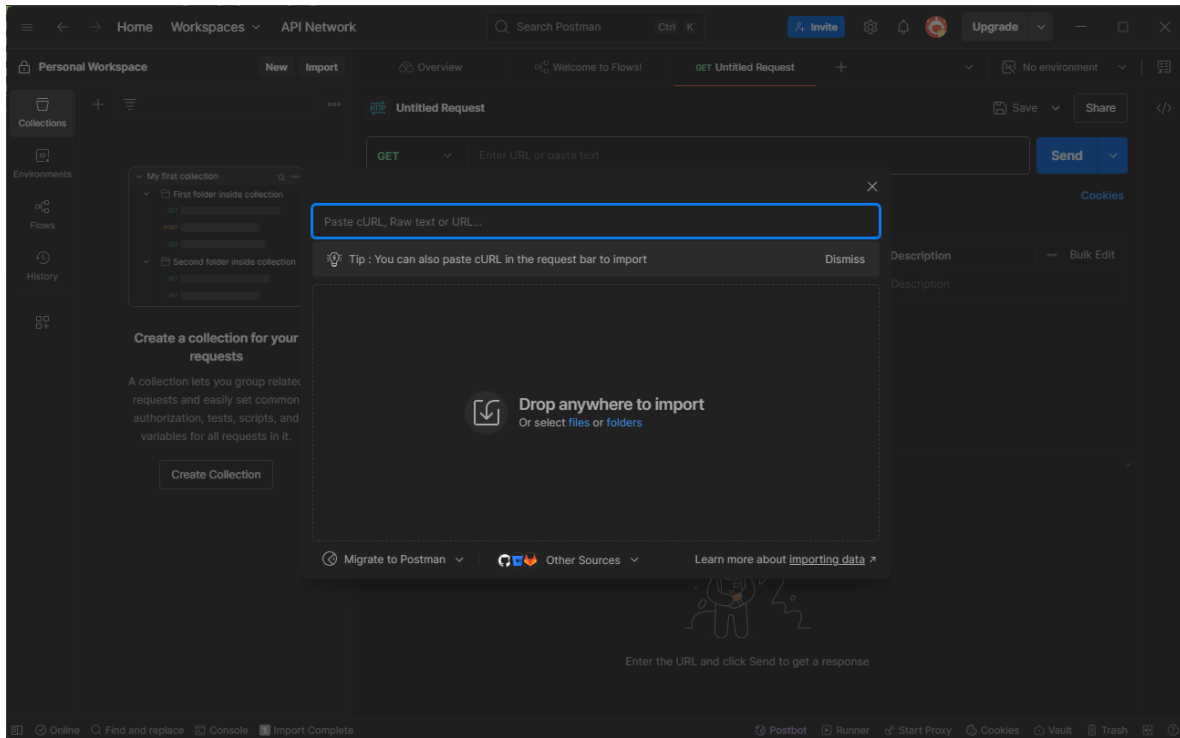 Home Workspaces API Network Search Postman Ctrl K Invite Upgrade
Personal Workspace New Import Overview Welcome to Flows! GET Untitled Request No environment
Collections
HTTP Untitled Request Save Share
GET Enter URL or paste text Send
Environments
My first collection
First folder inside collection
GET
POST
GET
Second folder inside collection
GET
GET
Cookies
Flows
History
Paste cURL, Raw text or URL...
Tip : You can also paste cURL in the request bar to import Dismiss
Description Bulk Edit
Description
Create a collection for your
requests
A collection lets you group related
requests and easily set common
authorization, tests, scripts, and
variables for all requests in it.
Create Collection
Drop anywhere to import
Or select files or folders
Migrate to Postman Other Sources Learn more about importing data
Enter the URL and click Send to get a response
Online Find and replace Console Import Complete Postbot Runner Start Proxy Cookies Vault Trash